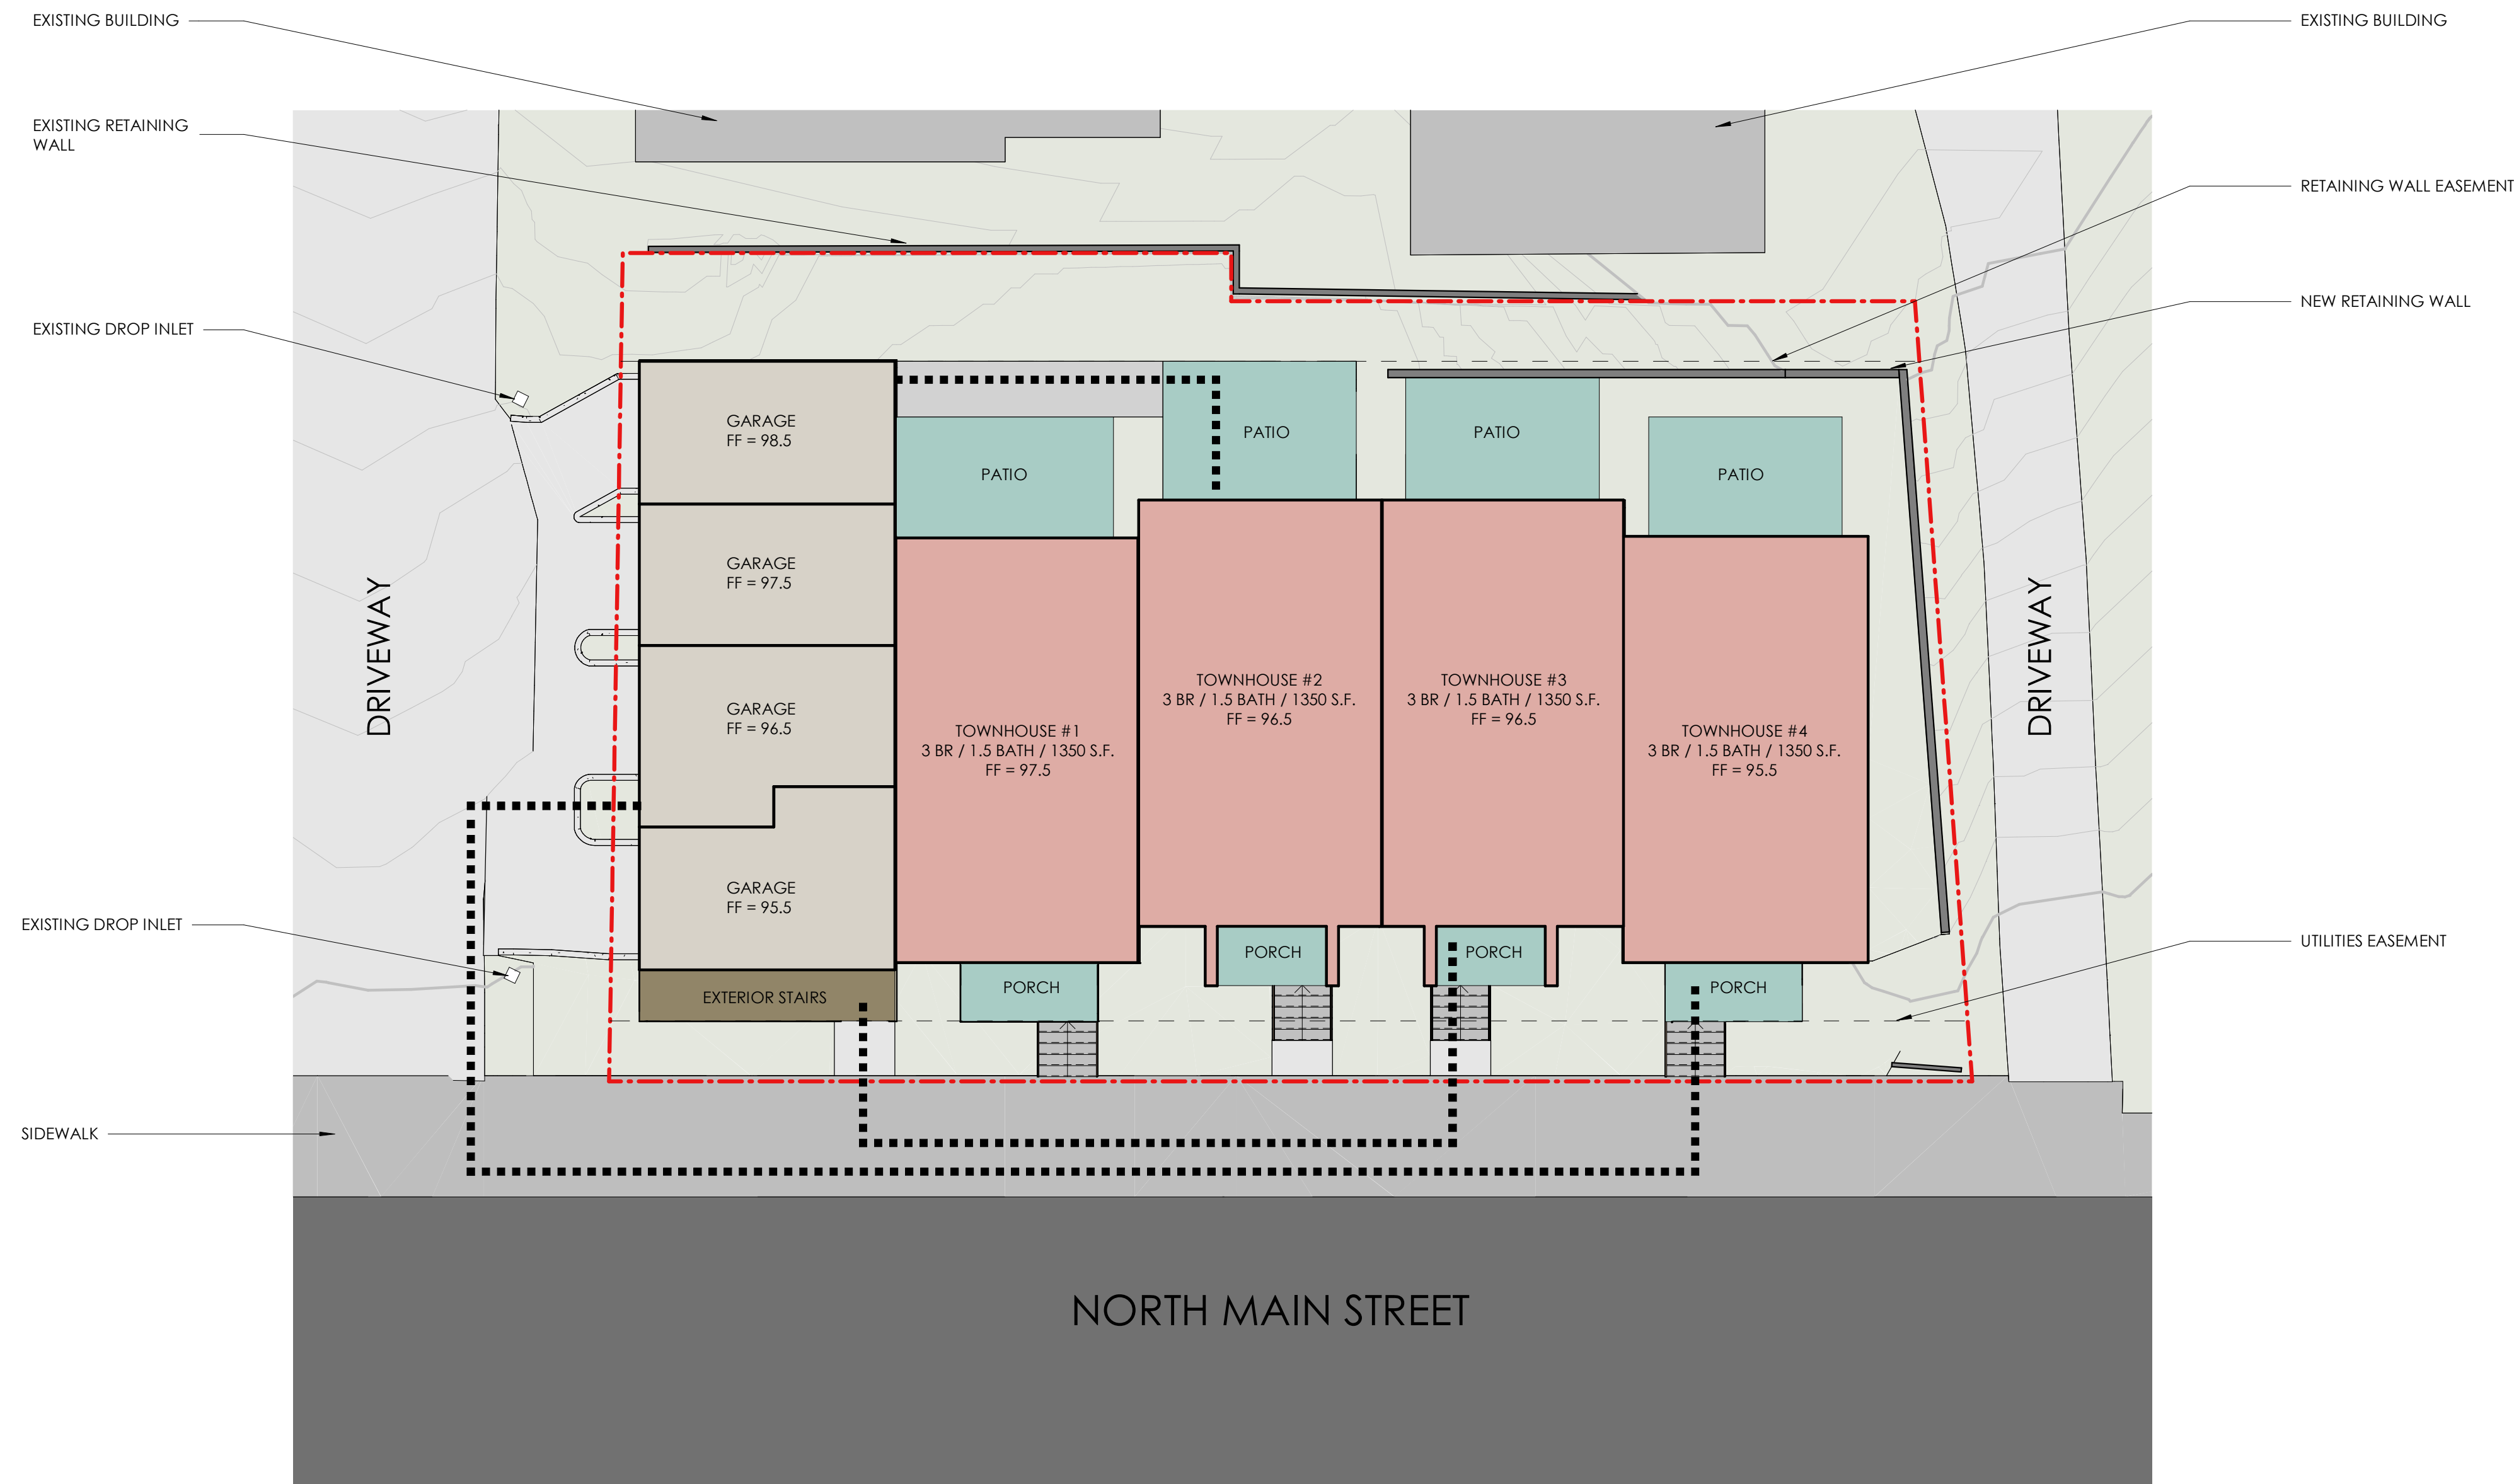 EXISTING BUILDING
EXISTING BUILDING
EXISTING RETAINING
WALL
RETAINING WALL EASEMENT
NEW RETAINING WALL
EXISTING DROP INLET
GARAGE
FF = 98.5
PATIO
PATIO
PATIO
PATIO
GARAGE
FF = 97.5
DRIVEWAY
DRIVEWAY
GARAGE
FF = 96.5
TOWNHOUSE #1
3 BR / 1.5 BATH / 1350 S.F.
FF = 97.5
TOWNHOUSE #2
3 BR / 1.5 BATH / 1350 S.F.
FF = 96.5
TOWNHOUSE #3
3 BR / 1.5 BATH / 1350 S.F.
FF = 96.5
TOWNHOUSE #4
3 BR / 1.5 BATH / 1350 S.F.
FF = 95.5
GARAGE
FF = 95.5
EXISTING DROP INLET
UTILITIES EASEMENT
EXTERIOR STAIRS
PORCH
PORCH
PORCH
PORCH
SIDEWALK
NORTH MAIN STREET